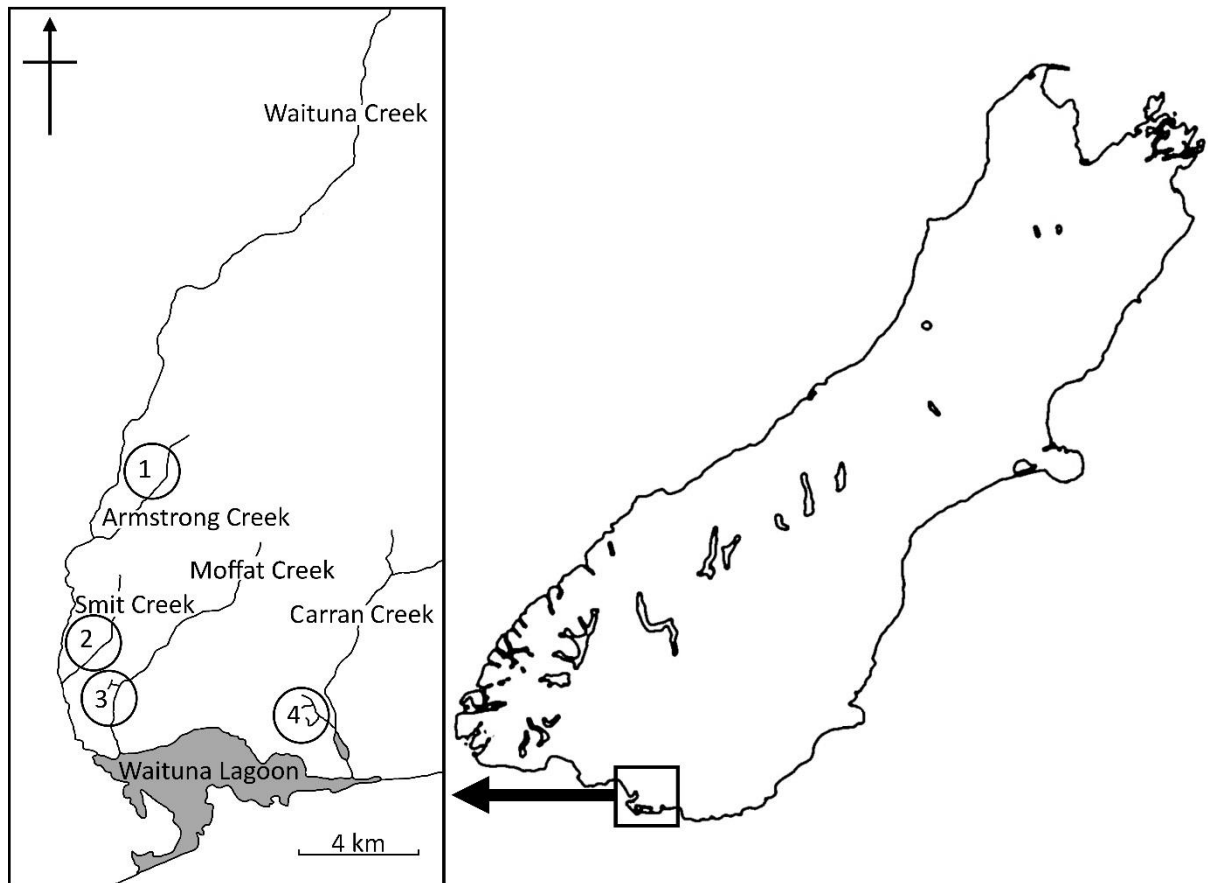 Waituna Creek
1
Armstrong Creek
Moffat Creek
Smit Creek
Carran Creek
2
3
4
Waituna Lagoon
4 km